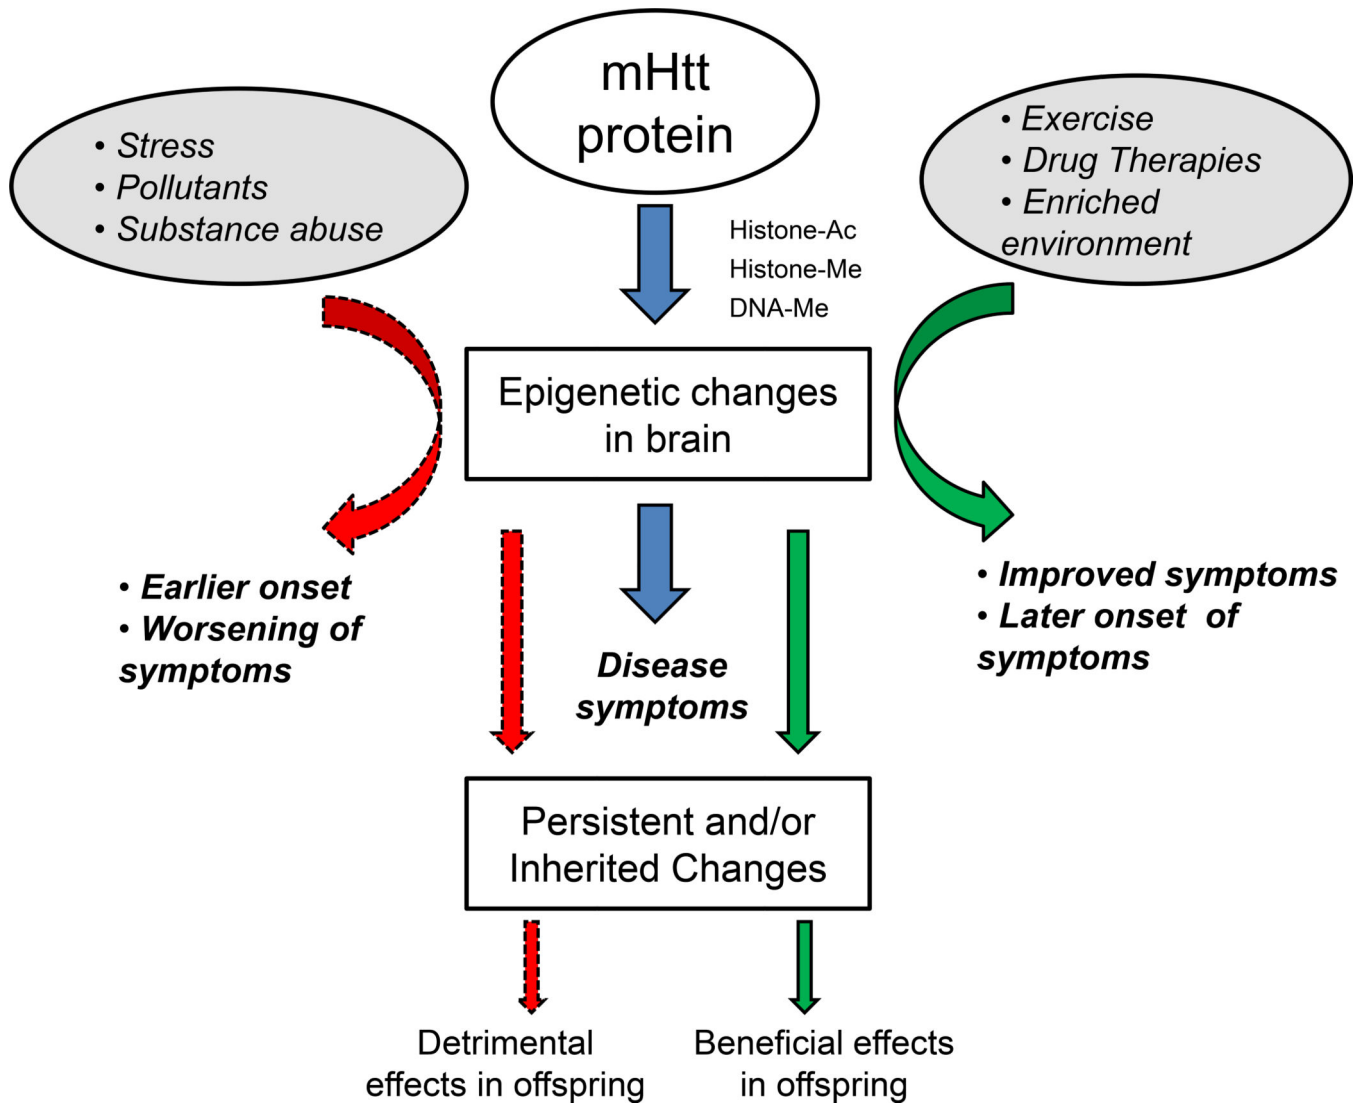 mHtt
protein
• Stress
• Pollutants
• Substance abuse
• Exercise
• Drug Therapies
• Enriched
environment
Histone-Ac
Histone-Me
DNA-Me
Epigenetic changes
in brain
• Earlier onset
• Worsening of
symptoms
Disease
symptoms
• Improved symptoms
• Later onset of
symptoms
Persistent and/or
Inherited Changes
Detrimental
effects in offspring
Beneficial effects
in offspring